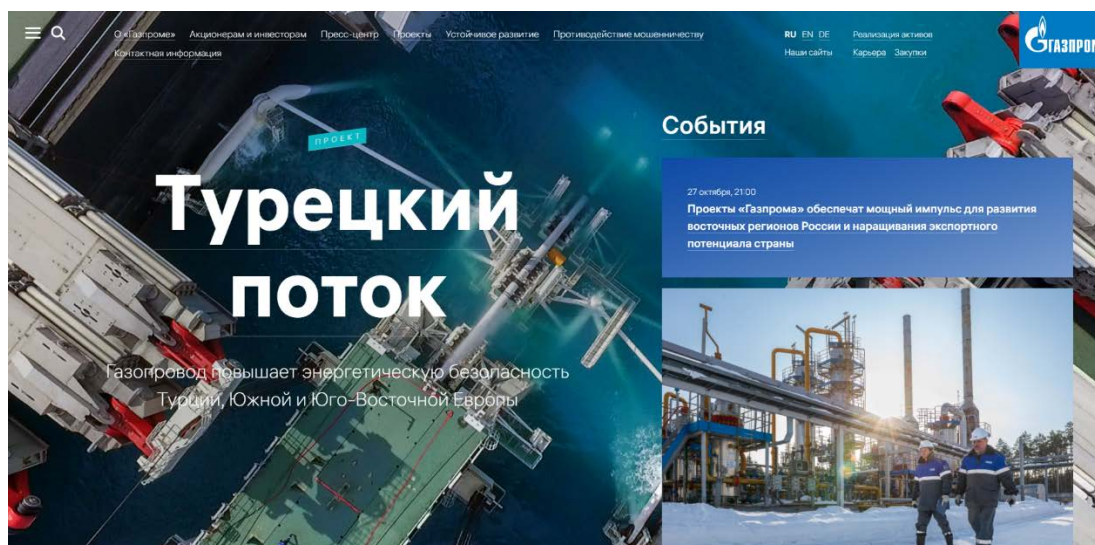 О «Газпроме» Акционерам и инвесторам Пресс-центр Проекты Устойчивое развитие Противодействие мошенничеству
Контактная информация
RU EN DE Реализация активов
Наши сайты Карьера Закупки
ГАЗПРОМ
ПРОЕКТ
Турецкий
поток
Газопровод повышает энергетическую безопасность
Турции, Южной и Юго-Восточной Европы
События
27 октября, 21:00
Проекты «Газпрома» обеспечат мощный импульс для развития
восточных регионов России и наращивания экспортного
потенциала страны